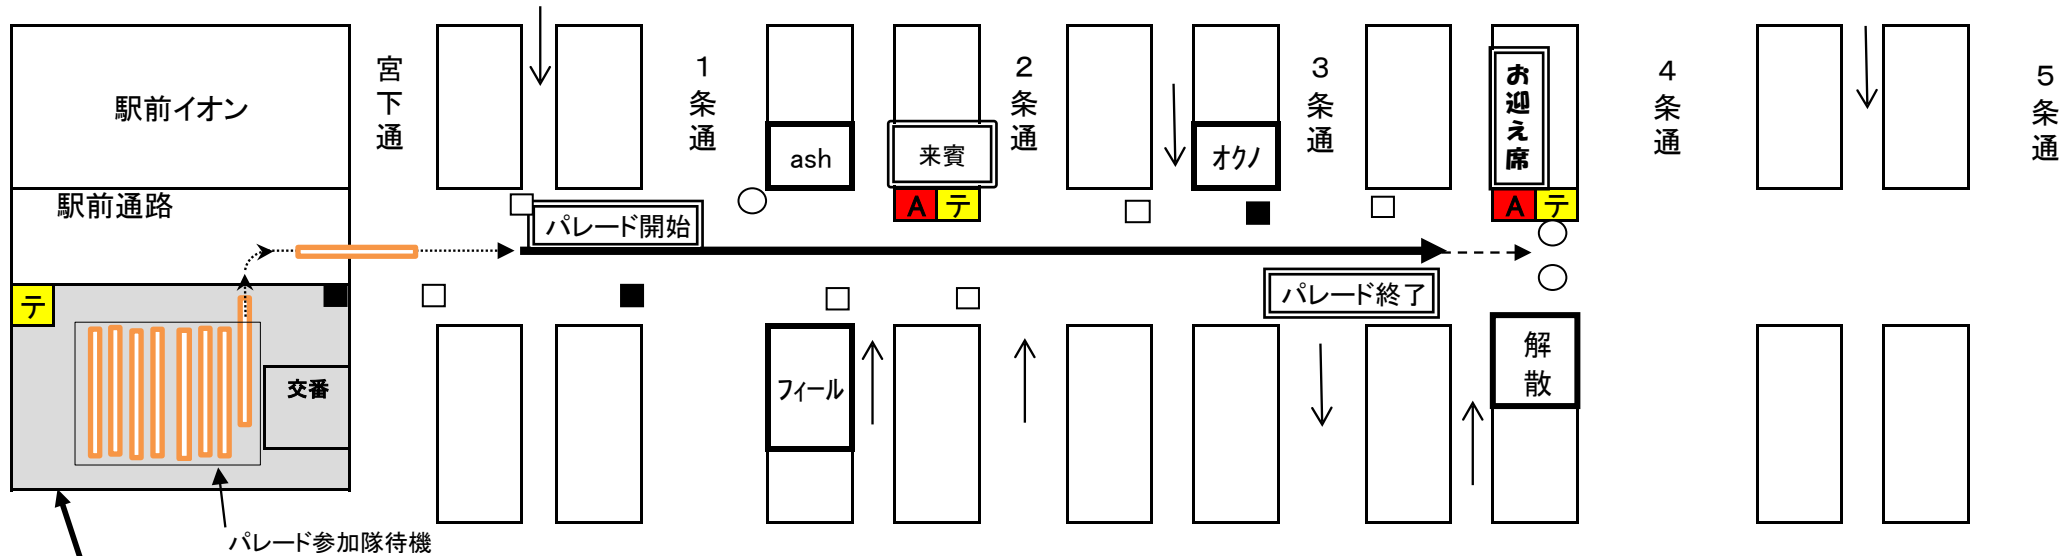 駅前イオン
駅前通路
宮下通
1条通
2条通
3条通
4条通
5条通
ash
来賓
オクノ
お迎え席
A
テ
A
テ
パレード開始
パレード終了
テ
交番
フィール
解散
パレード参加隊待機